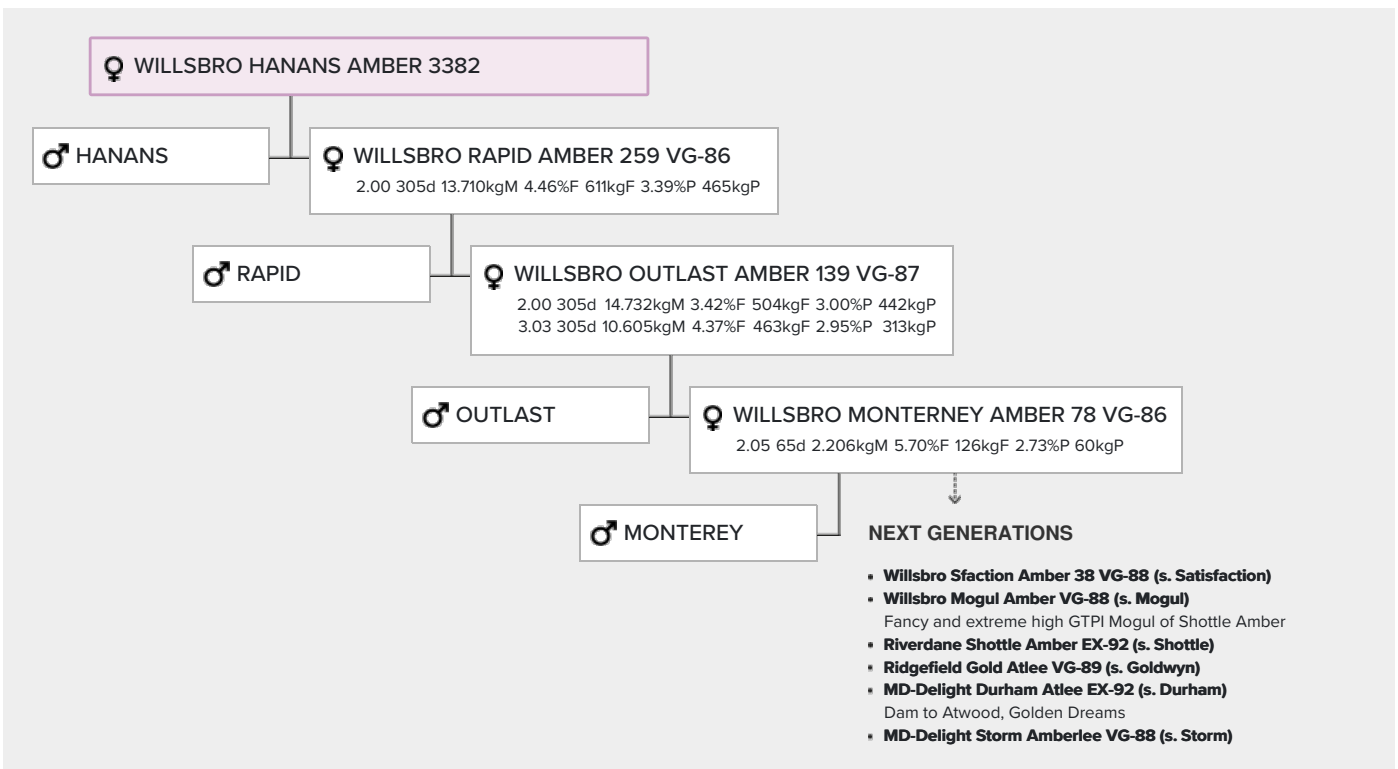 WILLSBRO HANANS AMBER 3382
HANANS
WILLSBRO RAPID AMBER 259 VG-86
2.00 305d 13.710kgM 4.46%F 611kgF 3.39%P 465kgP
RAPID
WILLSBRO OUTLAST AMBER 139 VG-87
2.00 305d 14.732kgM 3.42%F 504kgF 3.00%P 442kgP
3.03 305d 10.605kgM 4.37%F 463kgF 2.95%P 313kgP
OUTLAST
WILLSBRO MONTERNEY AMBER 78 VG-86
2.05 65d 2.206kgM 5.70%F 126kgF 2.73%P 60kgP
MONTEREY
NEXT GENERATIONS
• Willsbro Sfaction Amber 38 VG-88 (s. Satisfaction)
• Willsbro Mogul Amber VG-88 (s. Mogul)
Fancy and extreme high GTPI Mogul of Shottle Amber
• Riverdane Shottle Amber EX-92 (s. Shottle)
• Ridgefield Gold Atlee VG-89 (s. Goldwyn)
• MD-Delight Durham Atlee EX-92 (s. Durham)
Dam to Atwood, Golden Dreams
• MD-Delight Storm Amberlee VG-88 (s. Storm)